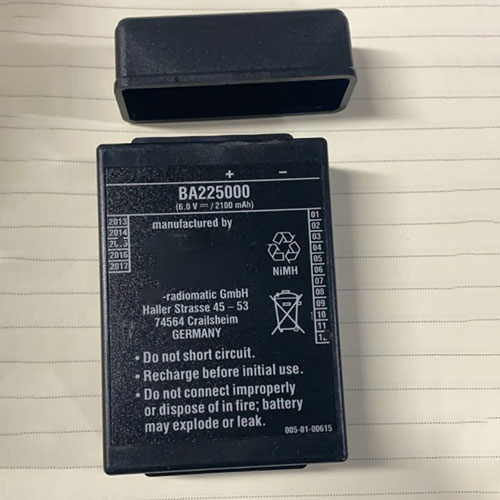 + −
BA225000
(6.0 V ⎓ / 2100 mAh)
manufactured by
2013
2014
2015
2016
2017
01
02
03
04
05
06
07
08
09
10
11
NiMH
-radiomatic GmbH
Haller Strasse 45 – 53
74564 Crailsheim
GERMANY
• Do not short circuit.
• Recharge before initial use.
• Do not connect improperly
or dispose of in fire; battery
may explode or leak.
005-01-00615